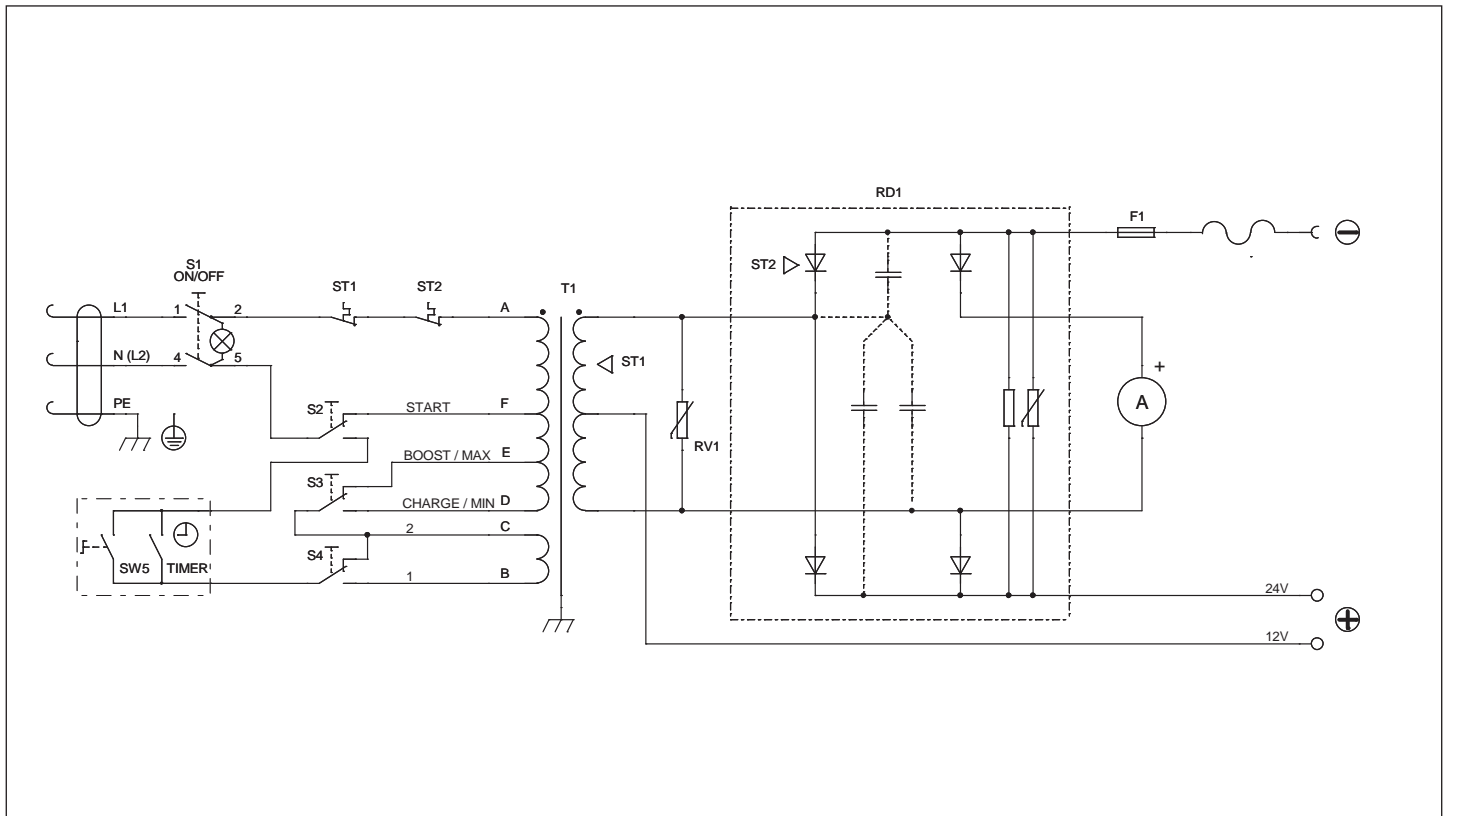 RD1
F1
S1
ON/OFF
ST2
ST1
ST2
T1
L1
1
2
A
N (L2)
4
5
ST1
+
PE
S2
START
F
A
RV1
BOOST / MAX
E
S3
CHARGE / MIN
D
2
C
S4
SW5
TIMER
1
B
24V
12V